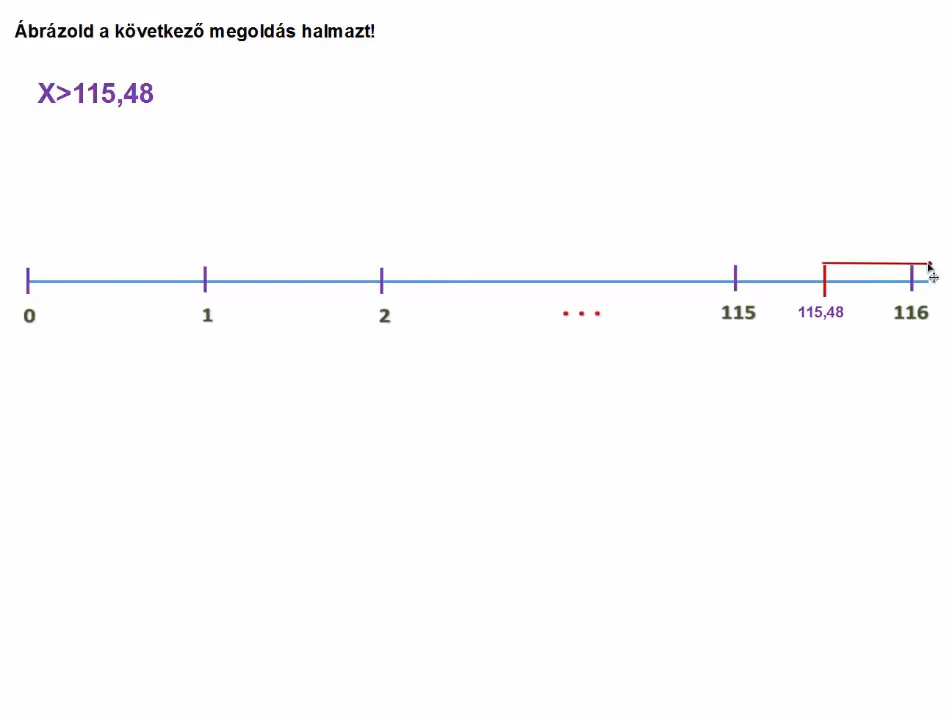 Ábrázold a következő megoldás halmazt!
X>115,48
0 1 2 . . . 115 115,48 116